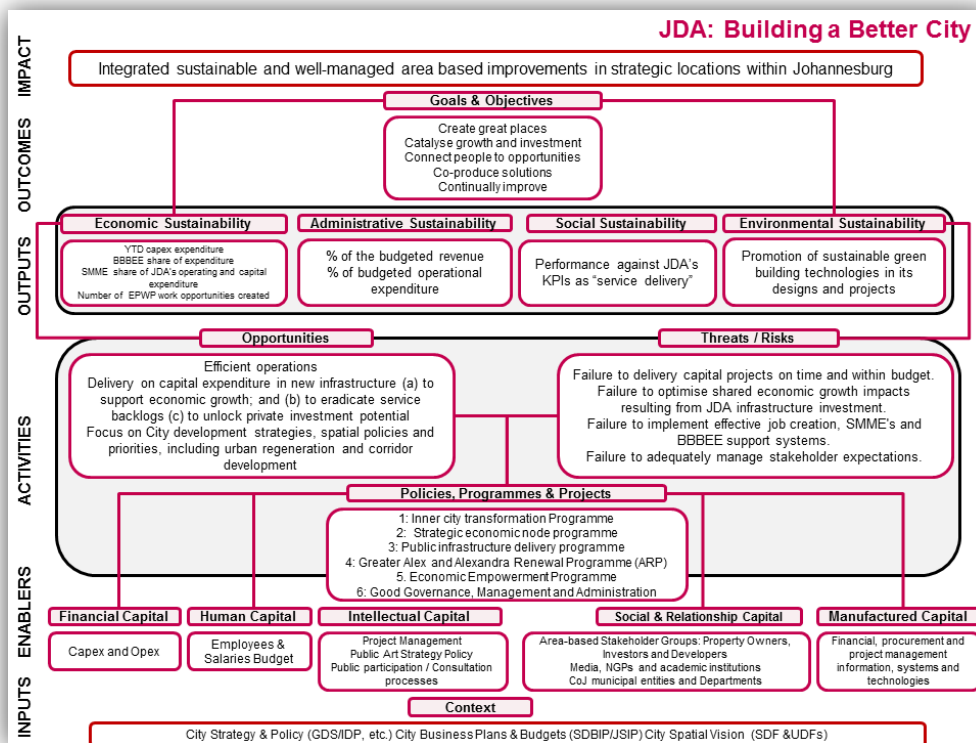 JDA: Building a Better City
IMPACT
Integrated sustainable and well-managed area based improvements in strategic locations within Johannesburg
OUTCOMES
Goals & Objectives
Create great places
Catalyse growth and investment
Connect people to opportunities
Co-produce solutions
Continually improve
OUTPUTS
Economic Sustainability
YTD capex expenditure
BBBEE share of expenditure
SMME share of JDA's operating and capital
expenditure
Number of EPWP work opportunities created
Administrative Sustainability
% of the budgeted revenue
% of budgeted operational
expenditure
Social Sustainability
Performance against JDA's
KPIs as "service delivery"
Environmental Sustainability
Promotion of sustainable green
building technologies in its
designs and projects
ACTIVITIES
Opportunities
Efficient operations
Delivery on capital expenditure in new infrastructure (a) to
support economic growth; and (b) to eradicate service
backlogs (c) to unlock private investment potential
Focus on City development strategies, spatial policies and
priorities, including urban regeneration and corridor
development
Threats / Risks
Failure to delivery capital projects on time and within budget.
Failure to optimise shared economic growth impacts
resulting from JDA infrastructure investment.
Failure to implement effective job creation, SMME's and
BBBEE support systems.
Failure to adequately manage stakeholder expectations.
Policies, Programmes & Projects
1: Inner city transformation Programme
2: Strategic economic node programme
3: Public infrastructure delivery programme
4: Greater Alex and Alexandra Renewal Programme (ARP)
5. Economic Empowerment Programme
6: Good Governance, Management and Administration
ENABLERS
Financial Capital
Capex and Opex
Human Capital
Employees &
Salaries Budget
Intellectual Capital
Project Management
Public Art Strategy Policy
Public participation / Consultation
processes
Social & Relationship Capital
Area-based Stakeholder Groups: Property Owners,
Investors and Developers
Media, NGPs and academic institutions
CoJ municipal entities and Departments
Manufactured Capital
Financial, procurement and
project management
information, systems and
technologies
INPUTS
Context
City Strategy & Policy (GDS/IDP, etc.) City Business Plans & Budgets (SDBIP/JSIP) City Spatial Vision (SDF &UDFs)